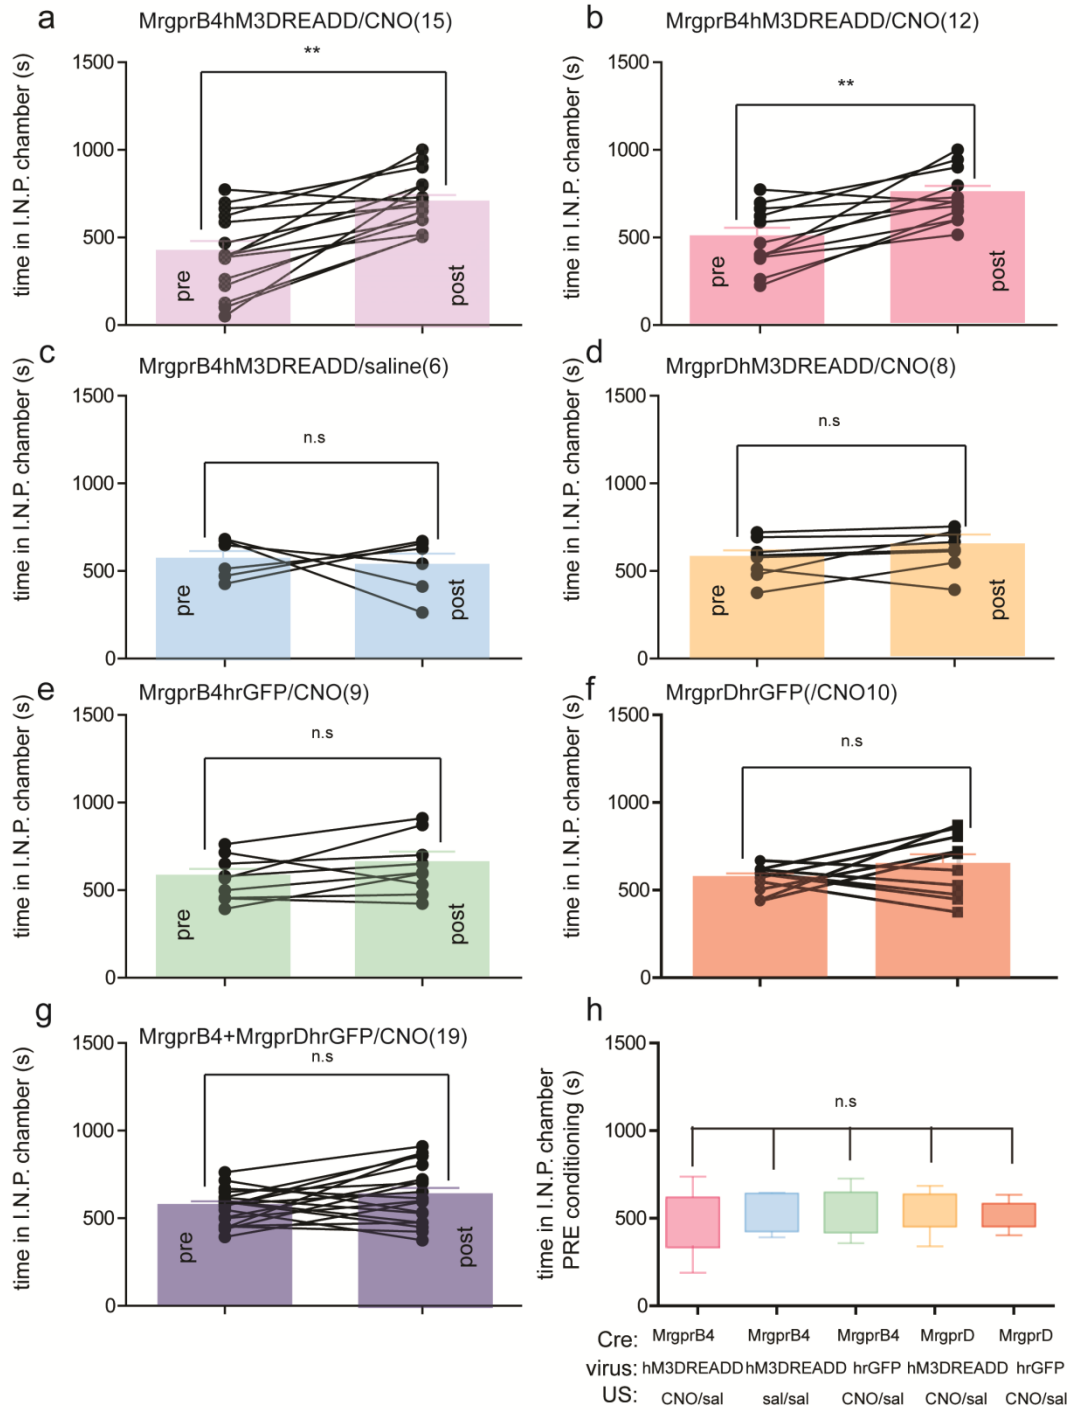 a
MrgprB4hM3DREADD/CNO(15)
**
time in I.N.P. chamber (s)
1500
1000
500
0
pre
post
b
MrgprB4hM3DREADD/CNO(12)
**
time in I.N.P. chamber (s)
1500
1000
500
0
pre
post
c
MrgprB4hM3DREADD/saline(6)
n.s
time in I.N.P. chamber (s)
1500
1000
500
0
pre
post
d
MrgprDhM3DREADD/CNO(8)
n.s
time in I.N.P. chamber (s)
1500
1000
500
0
pre
post
e
MrgprB4hrGFP/CNO(9)
n.s
time in I.N.P. chamber (s)
1500
1000
500
0
pre
post
f
MrgprDhrGFP(/CNO10)
n.s
time in I.N.P. chamber (s)
1500
1000
500
0
g
MrgprB4+MrgprDhrGFP/CNO(19)
n.s
time in I.N.P. chamber (s)
1500
1000
500
0
pre
post
h
n.s
time in I.N.P. chamber
PRE conditioning (s)
1500
1000
500
0
Cre: MrgprB4 MrgprB4 MrgprB4 MrgprD MrgprD
virus: hM3DREADD hM3DREADD hrGFP hM3DREADD hrGFP
US: CNO/sal sal/sal CNO/sal CNO/sal CNO/sal